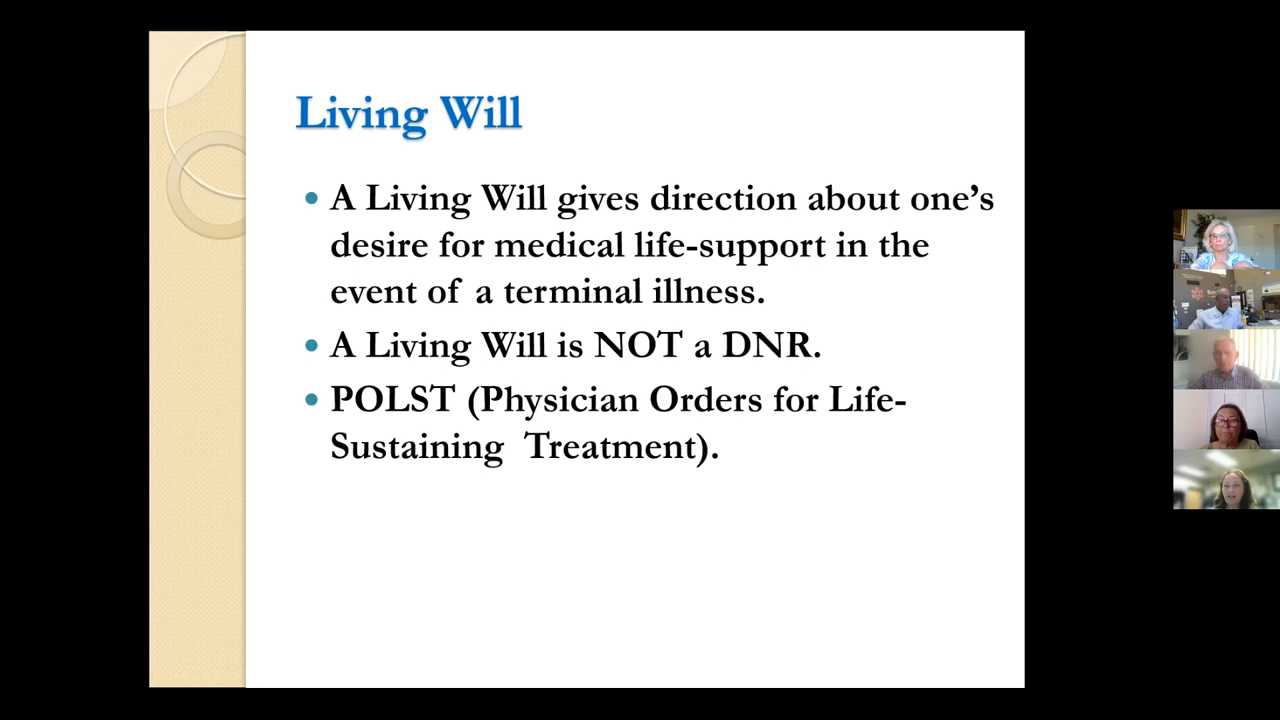 Living Will
• A Living Will gives direction about one’s
desire for medical life-support in the
event of a terminal illness.
• A Living Will is NOT a DNR.
• POLST (Physician Orders for Life-
Sustaining Treatment).